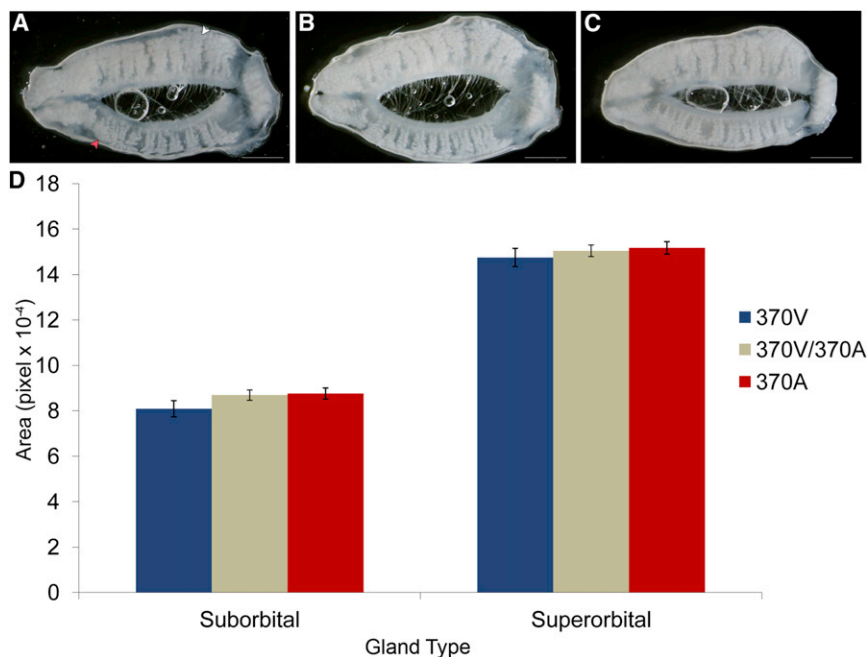 A
B
C
D
18
16
14
12
10
8
6
4
2
0
Area (pixel x 10⁻⁴)
Suborbital
Superorbital
Gland Type
370V
370V/370A
370A